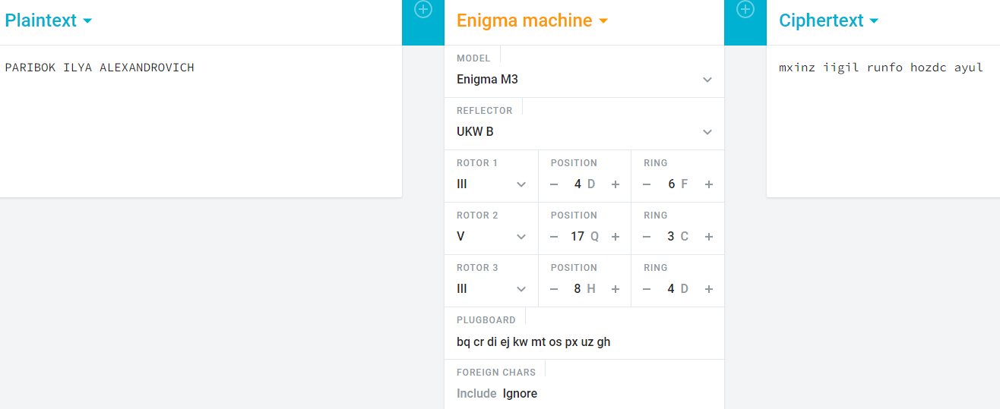 Plaintext
Enigma machine
Ciphertext
PARIBOK ILYA ALEXANDROVICH
MODEL
Enigma M3
REFLECTOR
UKW B
ROTOR 1 POSITION RING
III − 4 D + − 6 F +
ROTOR 2 POSITION RING
V − 17 Q + − 3 C +
ROTOR 3 POSITION RING
III − 8 H + − 4 D +
PLUGBOARD
bq cr di ej kw mt os px uz gh
FOREIGN CHARS
Include Ignore
mxinz iigil runfo hozdc ayul